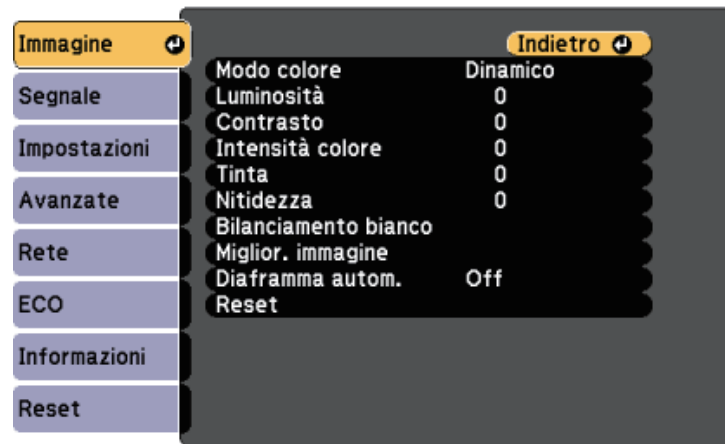 Immagine
Segnale
Impostazioni
Avanzate
Rete
ECO
Informazioni
Reset
Indietro
Modo colore Dinamico
Luminosità 0
Contrasto 0
Intensità colore 0
Tinta 0
Nitidezza 0
Bilanciamento bianco
Miglior. immagine
Diaframma autom. Off
Reset